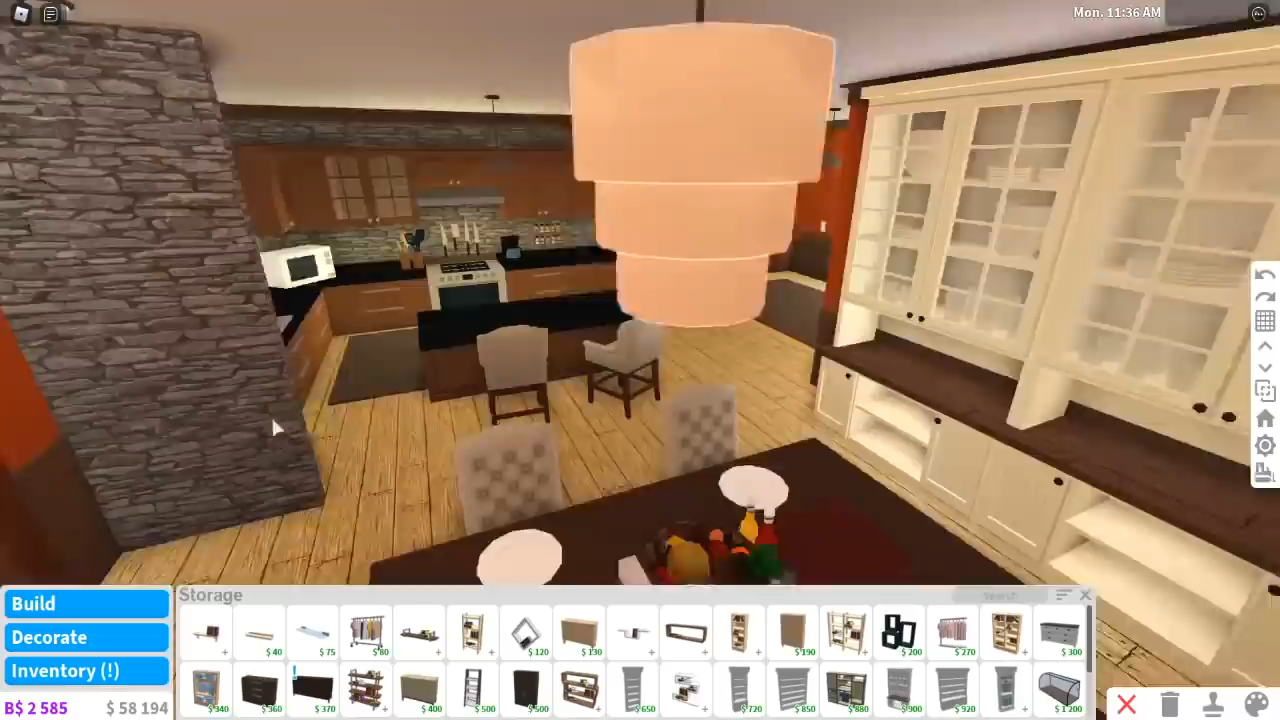 Mon. 11:36 AM
Storage
Search
Build
Decorate
Inventory (!)
B$ 2 585
$ 58 194
$ 40
$ 75
$ 80
$ 120
$ 130
$ 190
$ 200
$ 270
$ 300
$ 340
$ 360
$ 370
$ 400
$ 500
$ 500
$ 650
$ 720
$ 850
$ 880
$ 900
$ 920
$ 1 200